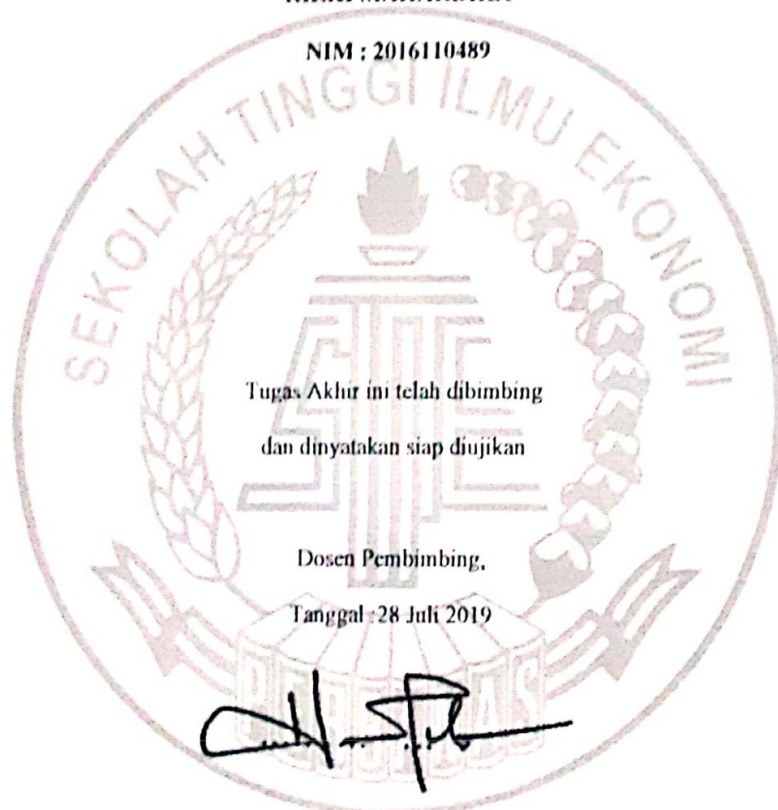 NIM : 2016110489
SEKOLAH TINGGI ILMU EKONOMI
Tugas Akhir ini telah dibimbing
dan dinyatakan siap diujikan
Dosen Pembimbing,
Tanggal :28 Juli 2019
PERBANAS